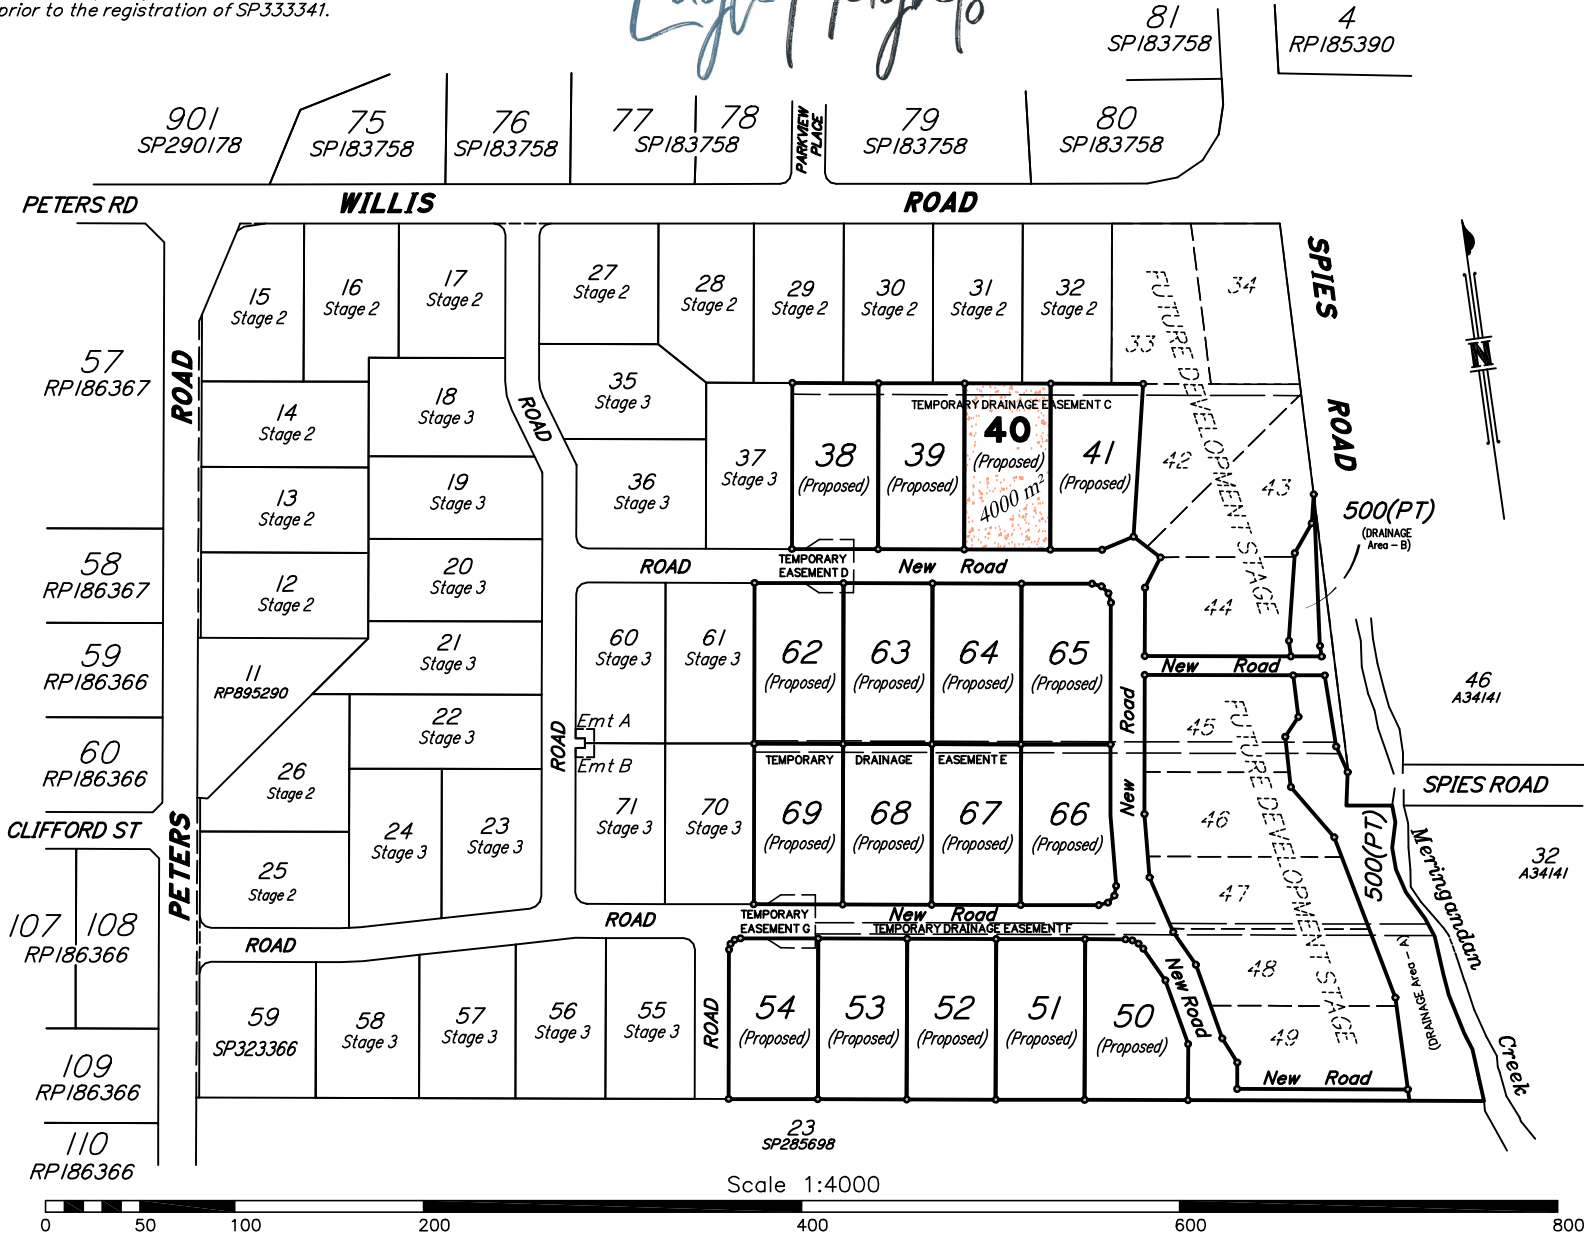 prior to the registration of SP333341.
81
SP183758
4
RP185390
901
SP290178
75
SP183758
76
SP183758
77
78
SP183758
PARKVIEW
PLACE
79
SP183758
80
SP183758
PETERS RD
WILLIS
ROAD
SPIES
ROAD
N
15
Stage 2
16
Stage 2
17
Stage 2
27
Stage 2
28
Stage 2
29
Stage 2
30
Stage 2
31
Stage 2
32
Stage 2
33
34
FUTURE DEVELOPMENT STAGE
57
RP186367
ROAD
14
Stage 2
18
Stage 3
ROAD
35
Stage 3
TEMPORARY DRAINAGE EASEMENT C
37
Stage 3
38
(Proposed)
39
(Proposed)
40
(Proposed)
4000 m²
41
(Proposed)
42
43
13
Stage 2
19
Stage 3
36
Stage 3
500(PT)
(DRAINAGE
Area - B)
58
RP186367
12
Stage 2
20
Stage 3
ROAD
TEMPORARY
EASEMENT D
New Road
44
59
RP186366
11
RP895290
21
Stage 3
60
Stage 3
61
Stage 3
62
(Proposed)
63
(Proposed)
64
(Proposed)
65
(Proposed)
New Road
New Road
46
A34141
60
RP186366
22
Stage 3
ROAD
Emt A
Emt B
45
FUTURE DEVELOPMENT STAGE
26
Stage 2
TEMPORARY DRAINAGE EASEMENT E
SPIES ROAD
CLIFFORD ST
PETERS
24
Stage 3
23
Stage 3
71
Stage 3
70
Stage 3
69
(Proposed)
68
(Proposed)
67
(Proposed)
66
(Proposed)
46
500(PT)
Meringandan
Creek
32
A34141
25
Stage 2
47
107
108
RP186366
ROAD
ROAD
TEMPORARY
EASEMENT G
New Road
TEMPORARY DRAINAGE EASEMENT F
(DRAINAGE Area - A)
48
New Road
59
SP323366
58
Stage 3
57
Stage 3
56
Stage 3
55
Stage 3
ROAD
54
(Proposed)
53
(Proposed)
52
(Proposed)
51
(Proposed)
50
(Proposed)
49
109
RP186366
New Road
110
RP186366
23
SP285698
Scale 1:4000
0 50 100 200 400 600 800